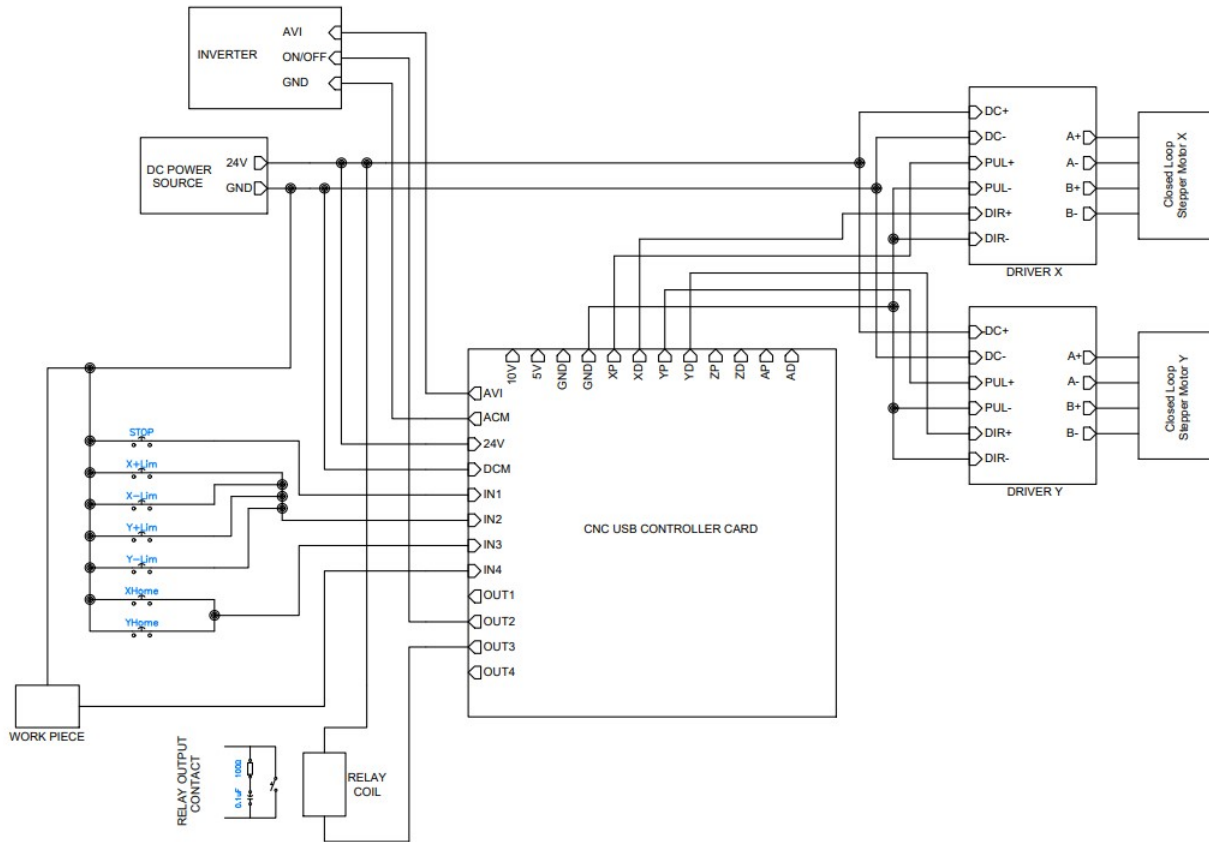 INVERTER
AVI
ON/OFF
GND
DC POWER
SOURCE
24V
GND
DC+
DC-
PUL+
PUL-
DIR+
DIR-
A+
A-
B+
B-
DRIVER X
Closed Loop
Stepper Motor X
DC+
DC-
PUL+
PUL-
DIR+
DIR-
A+
A-
B+
B-
DRIVER Y
Closed Loop
Stepper Motor Y
10V
5V
GND
GND
XP
XD
YP
YD
ZP
ZD
AP
AD
AVI
ACM
24V
DCM
IN1
IN2
IN3
IN4
OUT1
OUT2
OUT3
OUT4
CNC USB CONTROLLER CARD
STOP
X+Lim
X-Lim
Y+Lim
Y-Lim
XHome
YHome
WORK PIECE
RELAY OUTPUT
CONTACT
0.1uF 100Ω
RELAY
COIL